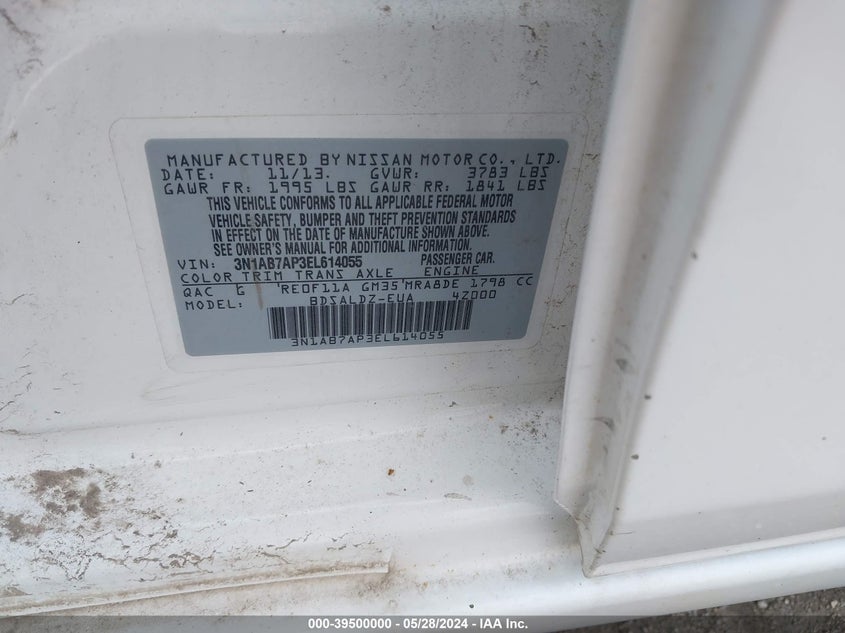 MANUFACTURED BY NISSAN MOTOR CO., LTD.
DATE: 11/13. GVWR: 3783 LBS
GAWR FR: 1995 LBS GAWR RR: 1841 LBS
THIS VEHICLE CONFORMS TO ALL APPLICABLE FEDERAL MOTOR
VEHICLE SAFETY, BUMPER AND THEFT PREVENTION STANDARDS
IN EFFECT ON THE DATE OF MANUFACTURE SHOWN ABOVE.
SEE OWNER'S MANUAL FOR ADDITIONAL INFORMATION.
VIN: 3N1AB7AP3EL614055 PASSENGER CAR.
COLOR TRIM TRANS AXLE ENGINE
QAC G 'RE0F11A GM35'MRA8DE 1798 CC
MODEL: BDSALDZ-EUA 4Z000
3N1AB7AP3EL614055
000-39500000 - 05/28/2024 - IAA Inc.